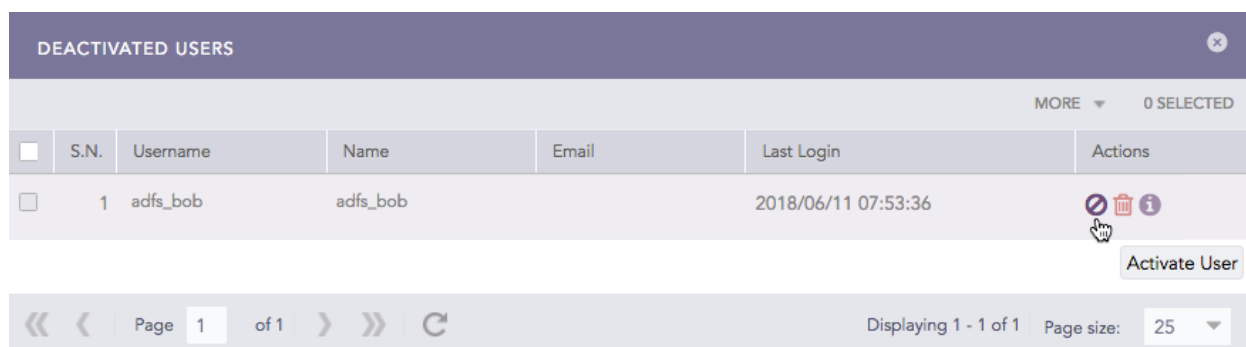 DEACTIVATED USERS
MORE 0 SELECTED
S.N. Username Name Email Last Login Actions
1 adfs_bob adfs_bob 2018/06/11 07:53:36
Activate User
Page 1 of 1 Displaying 1 - 1 of 1 Page size: 25